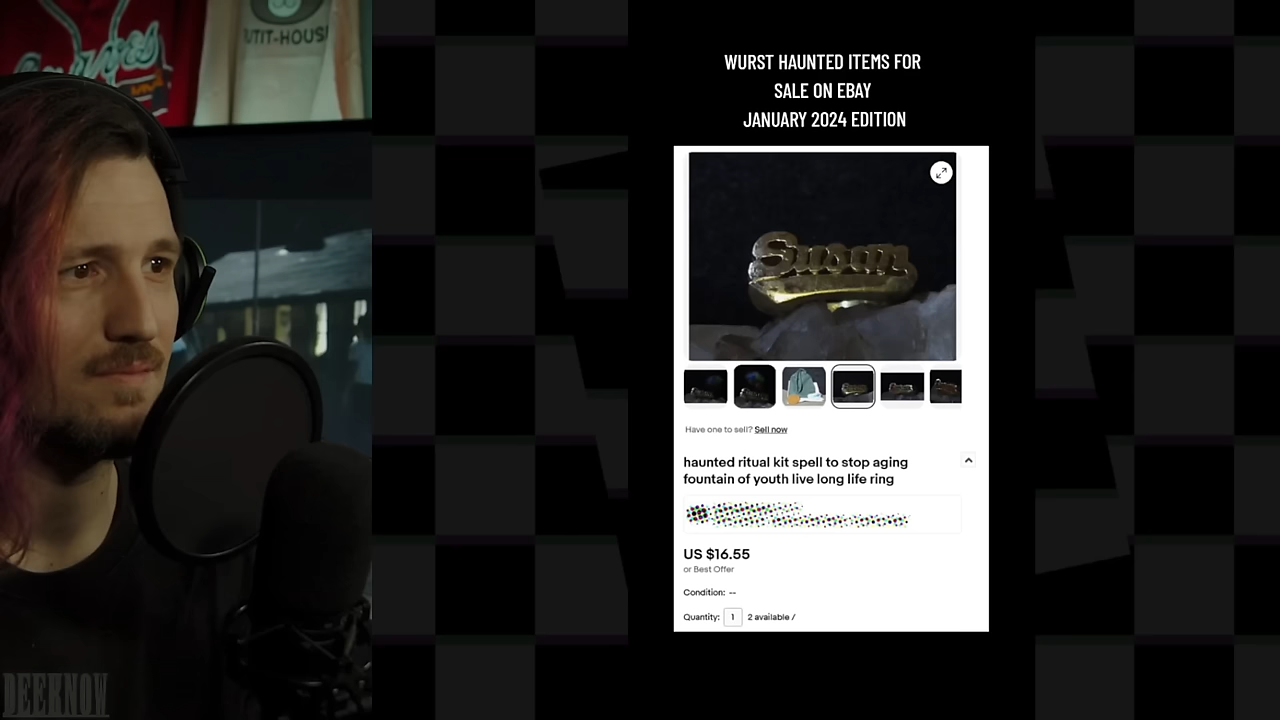 UTIT-HOUS
WURST HAUNTED ITEMS FOR
SALE ON EBAY
JANUARY 2024 EDITION
Susan
Have one to sell? Sell now
haunted ritual kit spell to stop aging
fountain of youth live long life ring
US $16.55
or Best Offer
Condition: --
Quantity: 1 2 available /
DEEKNOW